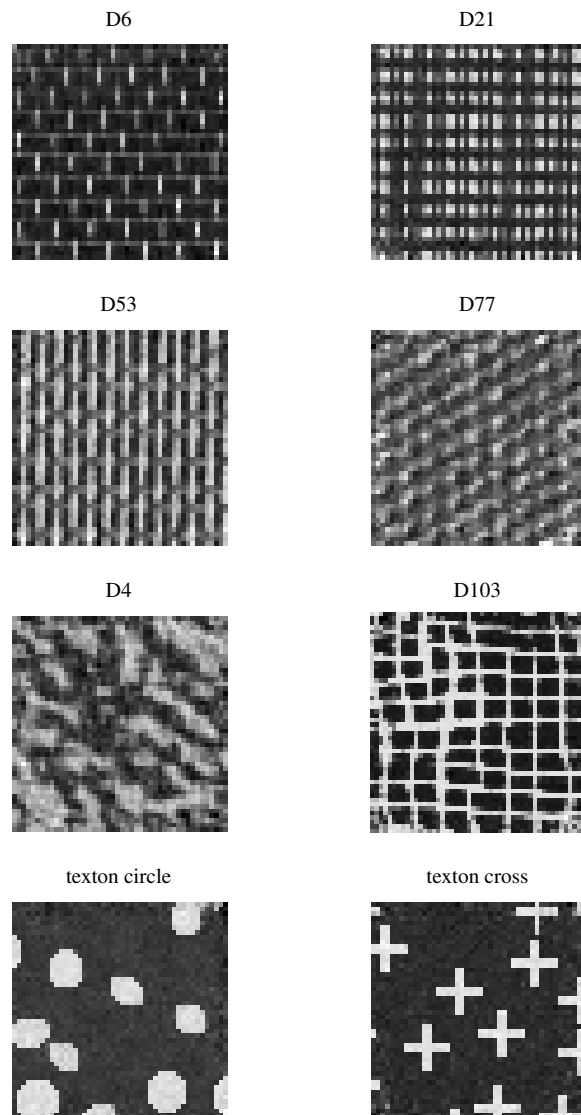 D6
D21
D53
D77
D4
D103
texton circle
texton cross